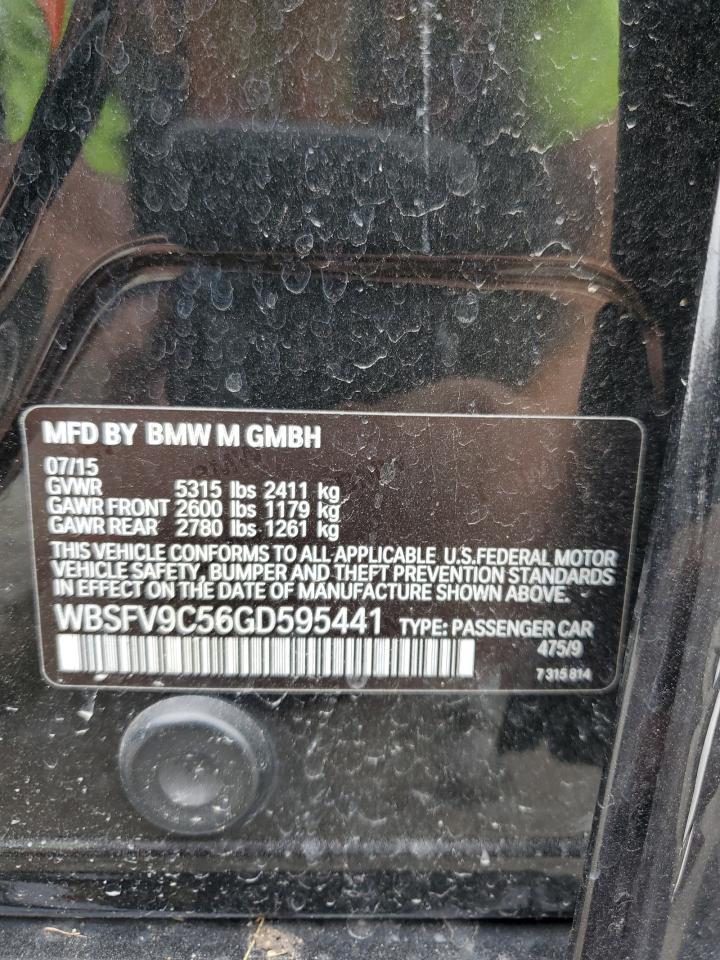 MFD BY BMW M GMBH
07/15
GVWR 5315 lbs 2411 kg
GAWR FRONT 2600 lbs 1179 kg
GAWR REAR 2780 lbs 1261 kg
THIS VEHICLE CONFORMS TO ALL APPLICABLE U.S.FEDERAL MOTOR
VEHICLE SAFETY, BUMPER AND THEFT PREVENTION STANDARDS
IN EFFECT ON THE DATE OF MANUFACTURE SHOWN ABOVE.
WBSFV9C56GD595441 TYPE: PASSENGER CAR
475/9
7 315 814